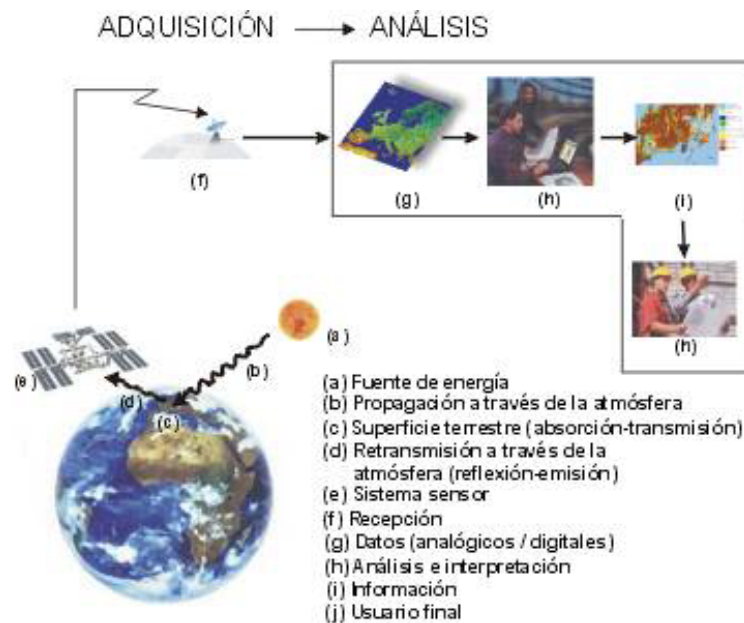 ADQUISICIÓN → ANÁLISIS
(f)
(g)
(h)
(i)
(h)
(a)
(b)
(e)
(d)
(c)
(a) Fuente de energía
(b) Propagación a través de la atmósfera
(c) Superficie terrestre (absorción-transmisión)
(d) Retransmisión a través de la
atmósfera (reflexión-emisión)
(e) Sistema sensor
(f) Recepción
(g) Datos (analógicos / digitales)
(h) Análisis e interpretación
(i) Información
(j) Usuario final